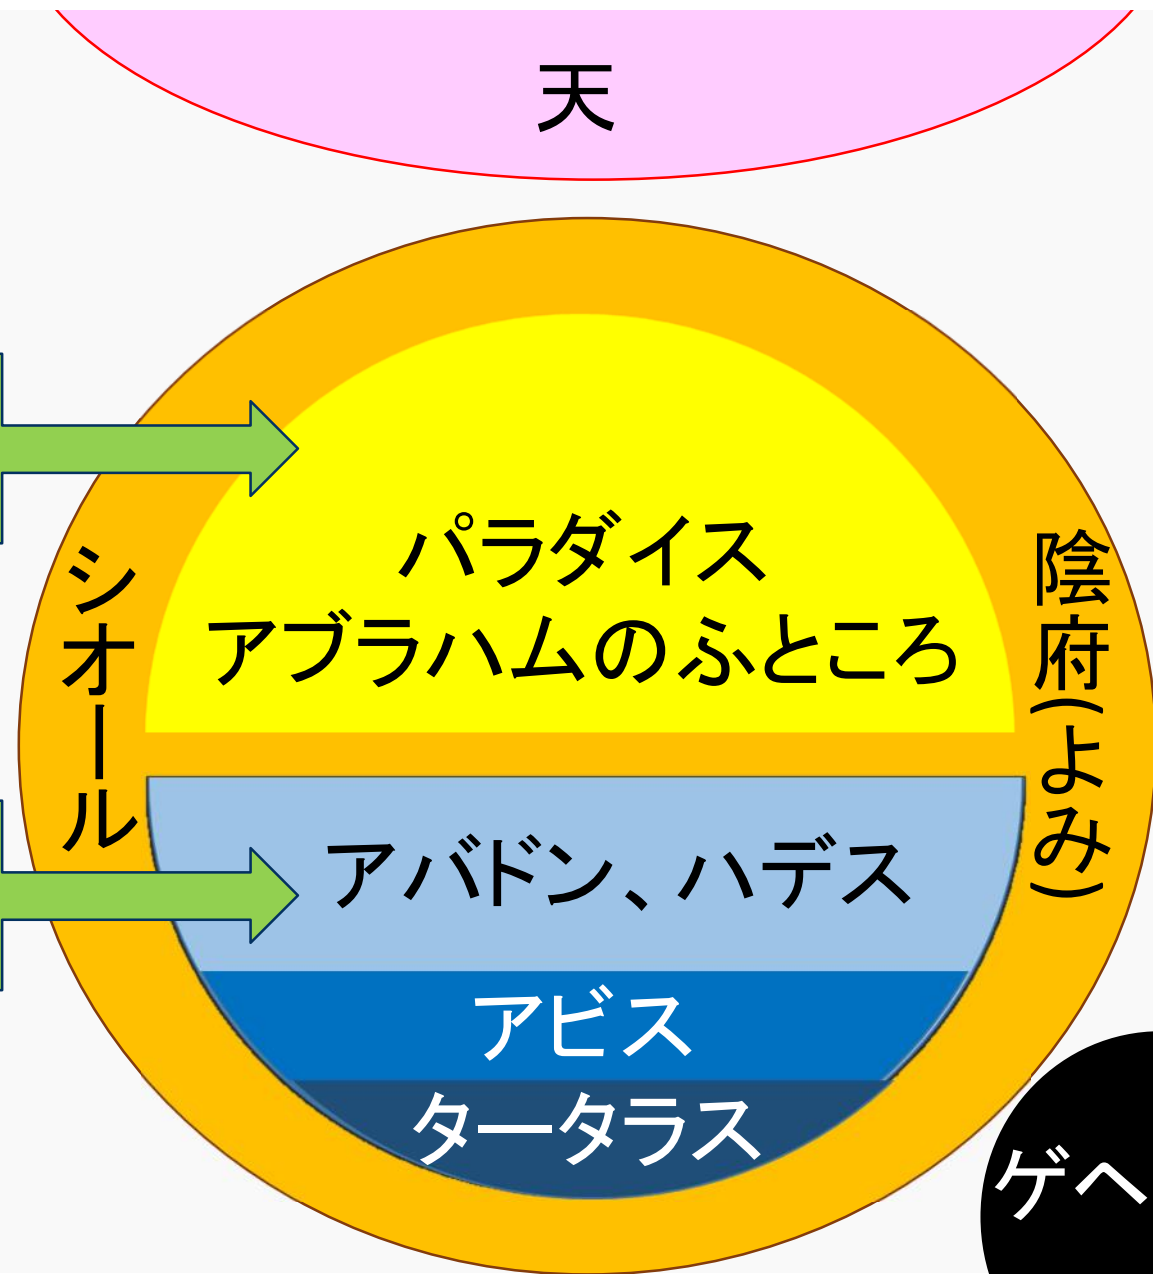 天
パラダイス
アブラハムのふところ
シオール
陰府(よみ)
アバドン、ハデス
アビス
タータラス
ゲヘ